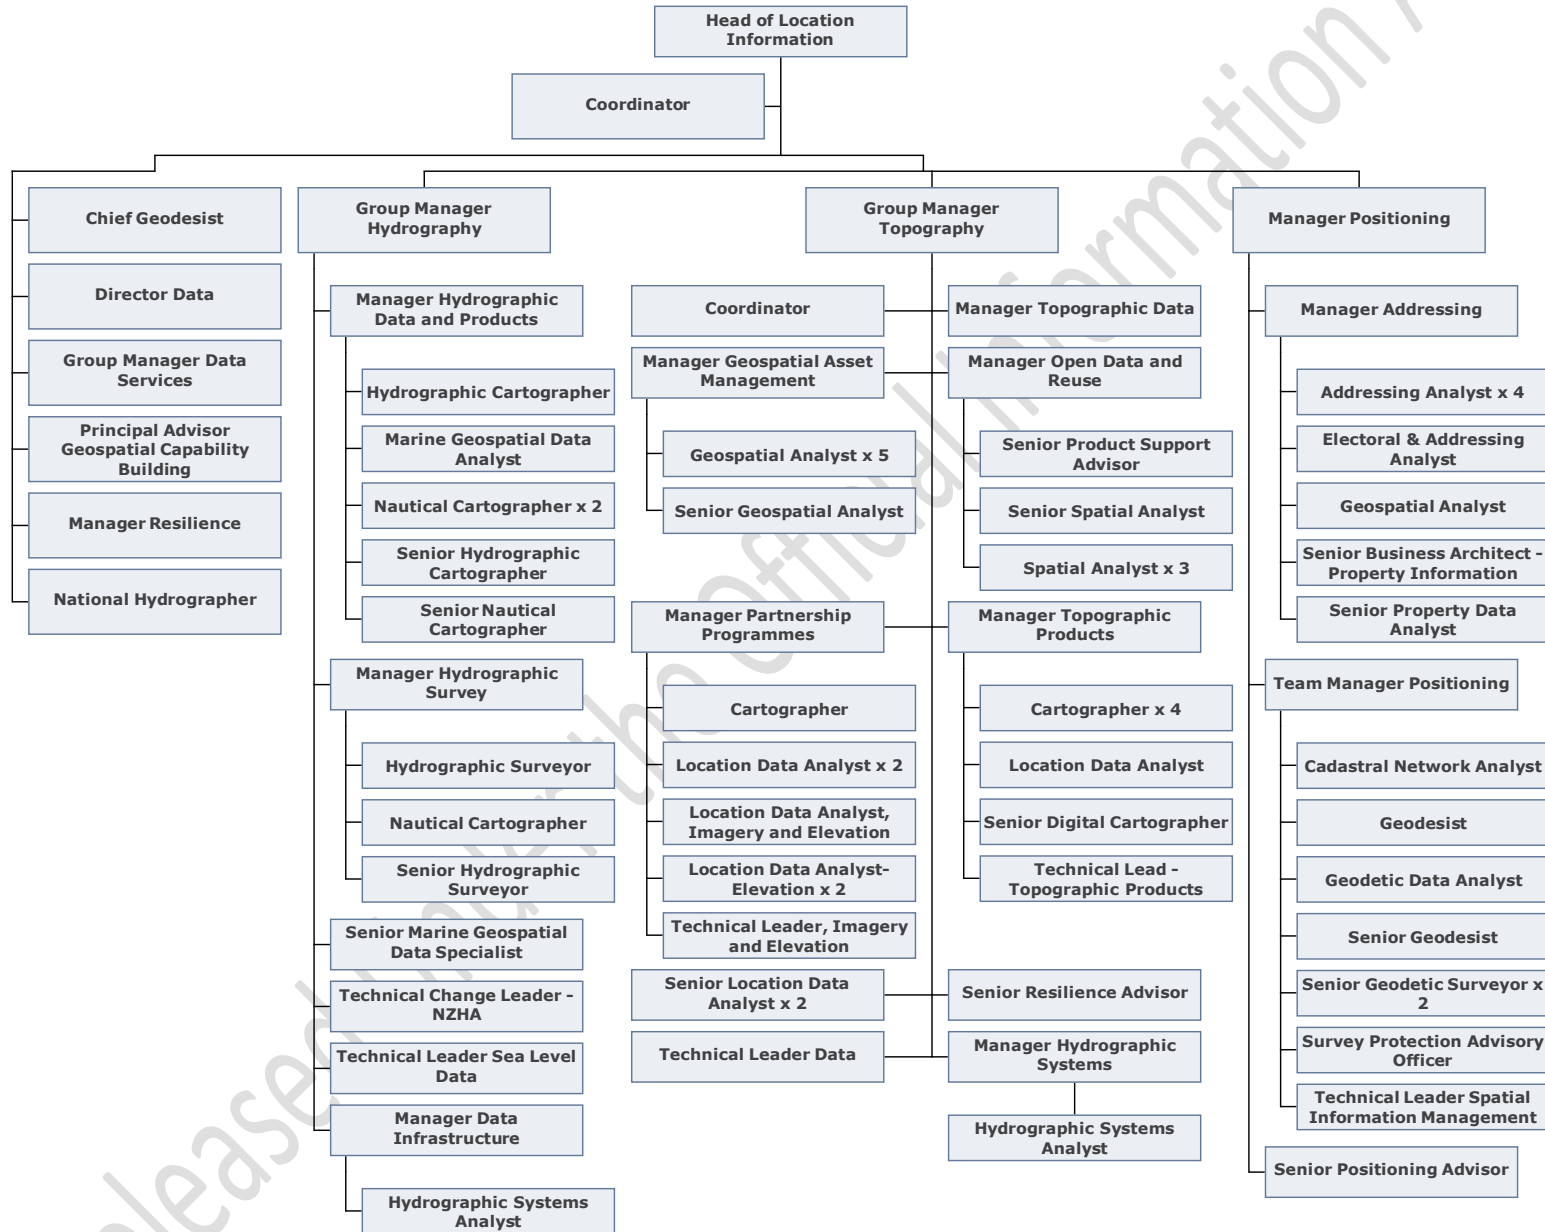 Head of Location
Information
Coordinator
Chief Geodesist
Director Data
Group Manager Data
Services
Principal Advisor
Geospatial Capability
Building
Manager Resilience
National Hydrographer
Group Manager
Hydrography
Manager Hydrographic
Data and Products
Hydrographic Cartographer
Marine Geospatial Data
Analyst
Nautical Cartographer x 2
Senior Hydrographic
Cartographer
Senior Nautical
Cartographer
Manager Hydrographic
Survey
Hydrographic Surveyor
Nautical Cartographer
Senior Hydrographic
Surveyor
Senior Marine Geospatial
Data Specialist
Technical Change Leader -
NZHA
Technical Leader Sea Level
Data
Manager Data
Infrastructure
Hydrographic Systems
Analyst
Group Manager
Topography
Coordinator
Manager Geospatial Asset
Management
Geospatial Analyst x 5
Senior Geospatial Analyst
Manager Partnership
Programmes
Cartographer
Location Data Analyst x 2
Location Data Analyst,
Imagery and Elevation
Location Data Analyst-
Elevation x 2
Technical Leader, Imagery
and Elevation
Senior Location Data
Analyst x 2
Technical Leader Data
Manager Topographic Data
Manager Open Data and
Reuse
Senior Product Support
Advisor
Senior Spatial Analyst
Spatial Analyst x 3
Manager Topographic
Products
Cartographer x 4
Location Data Analyst
Senior Digital Cartographer
Technical Lead -
Topographic Products
Senior Resilience Advisor
Manager Hydrographic
Systems
Hydrographic Systems
Analyst
Manager Positioning
Manager Addressing
Addressing Analyst x 4
Electoral & Addressing
Analyst
Geospatial Analyst
Senior Business Architect -
Property Information
Senior Property Data
Analyst
Team Manager Positioning
Cadastral Network Analyst
Geodesist
Geodetic Data Analyst
Senior Geodesist
Senior Geodetic Surveyor x
2
Survey Protection Advisory
Officer
Technical Leader Spatial
Information Management
Senior Positioning Advisor
the Official Information